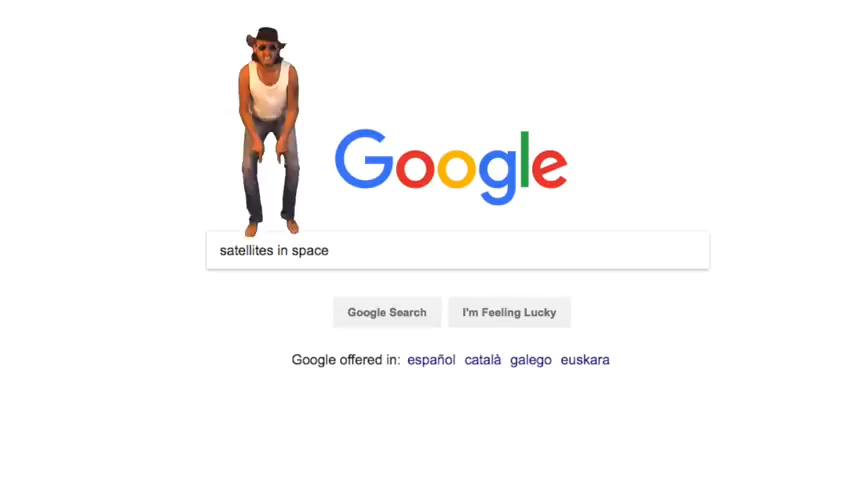 Google
satellites in space
Google Search I'm Feeling Lucky
Google offered in: español català galego euskara